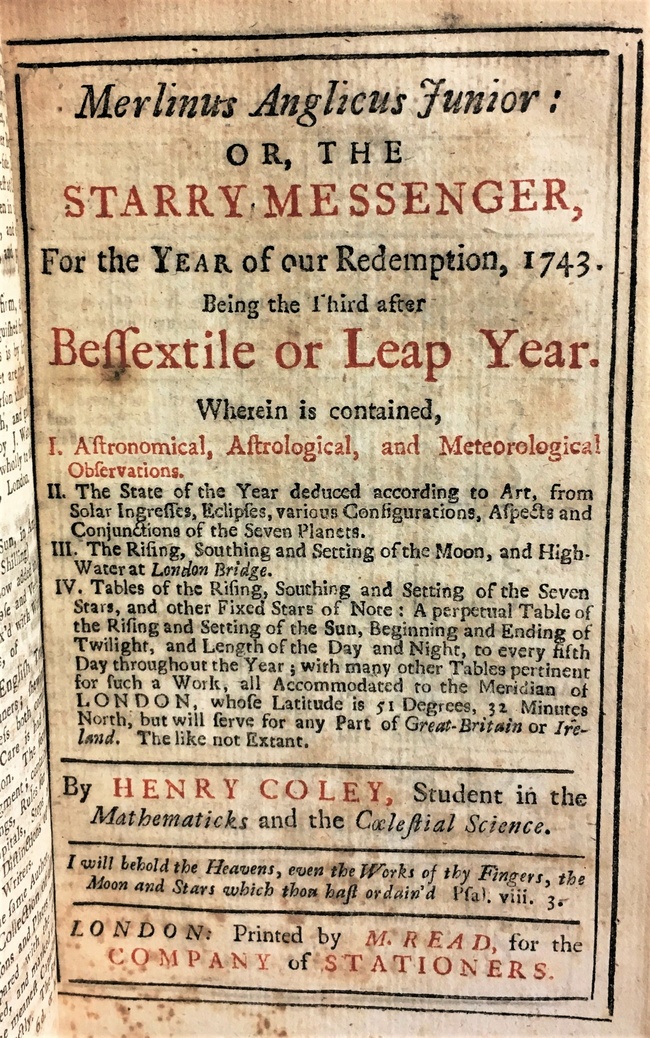 Merlinus Anglicus Junior:
OR, THE
STARRY MESSENGER,
For the YEAR of our Redemption, 1743.
Being the Third after
Beſſextile or Leap Year.
Wherein is contained,
I. Aſtronomical, Aſtrological, and Meteorological
Obſervations.
II. The State of the Year deduced according to Art, from
Solar Ingreſſes, Eclipſes, various Configurations, Aſpects and
Conjunctions of the Seven Planets.
III. The Riſing, Southing and Setting of the Moon, and High-
Water at London Bridge.
IV. Tables of the Riſing, Southing and Setting of the Seven
Stars, and other Fixed Stars of Note: A perpetual Table of
the Riſing and Setting of the Sun, Beginning and Ending of
Twilight, and Length of the Day and Night, to every fifth
Day throughout the Year; with many other Tables pertinent
for ſuch a Work, all Accommodated to the Meridian of
LONDON, whoſe Latitude is 51 Degrees, 32 Minutes
North, but will ſerve for any Part of Great-Britain or Ire-
land. The like not Extant.
By HENRY COLEY, Student in the
Mathematicks and the Cœleſtial Science.
I will behold the Heavens, even the Works of thy Fingers, the
Moon and Stars which thou haſt ordain'd Pſal. viii. 3.
LONDON: Printed by M. READ, for the
COMPANY of STATIONERS.